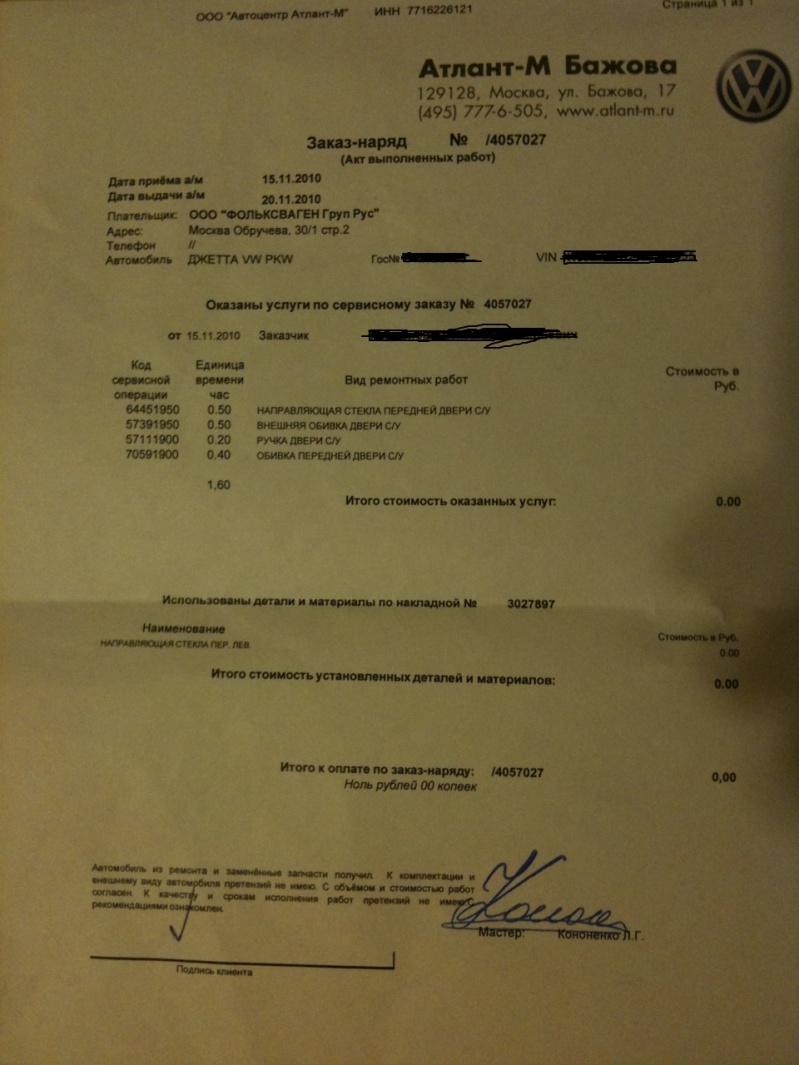 ООО "Автоцентр Атлант-М" ИНН 7716226121 Страница 1 из 1
Атлант-М Бажова
129128, Москва, ул. Бажова, 17
(495) 777-6-505, www.atlant-m.ru
Заказ-наряд № /4057027
(Акт выполненных работ)
Дата приёма а/м 15.11.2010
Дата выдачи а/м 20.11.2010
Плательщик: ООО "ФОЛЬКСВАГЕН Груп Рус"
Адрес: Москва Обручева, 30/1 стр.2
Телефон //
Автомобиль ДЖЕТТА VW PKW Гос№ VIN
Оказаны услуги по сервисному заказу № 4057027
от 15.11.2010 Заказчик
Код Единица
сервисной времени Вид ремонтных работ Стоимость в
операции час Руб.
64451950 0.50 НАПРАВЛЯЮЩАЯ СТЕКЛА ПЕРЕДНЕЙ ДВЕРИ С/У
57391950 0.50 ВНЕШНЯЯ ОБИВКА ДВЕРИ С/У
57111900 0.20 РУЧКА ДВЕРИ С/У
70591900 0.40 ОБИВКА ПЕРЕДНЕЙ ДВЕРИ С/У
1,60
Итого стоимость оказанных услуг: 0.00
Использованы детали и материалы по накладной № 3027897
Наименование Стоимость в Руб.
НАПРАВЛЯЮЩАЯ СТЕКЛА ПЕР. ЛЕВ. 0.00
Итого стоимость установленных деталей и материалов: 0.00
Итого к оплате по заказ-наряду: /4057027 0,00
Ноль рублей 00 копеек
Автомобиль из ремонта и заменённые запчасти получил. К комплектации и
внешнему виду автомобиля претензий не имею. С объёмом и стоимостью работ
согласен. К качеству и срокам исполнения работ претензий не имею. С
рекомендациями ознакомлен.
Мастер: Кононенко Л.Г.
Подпись клиента